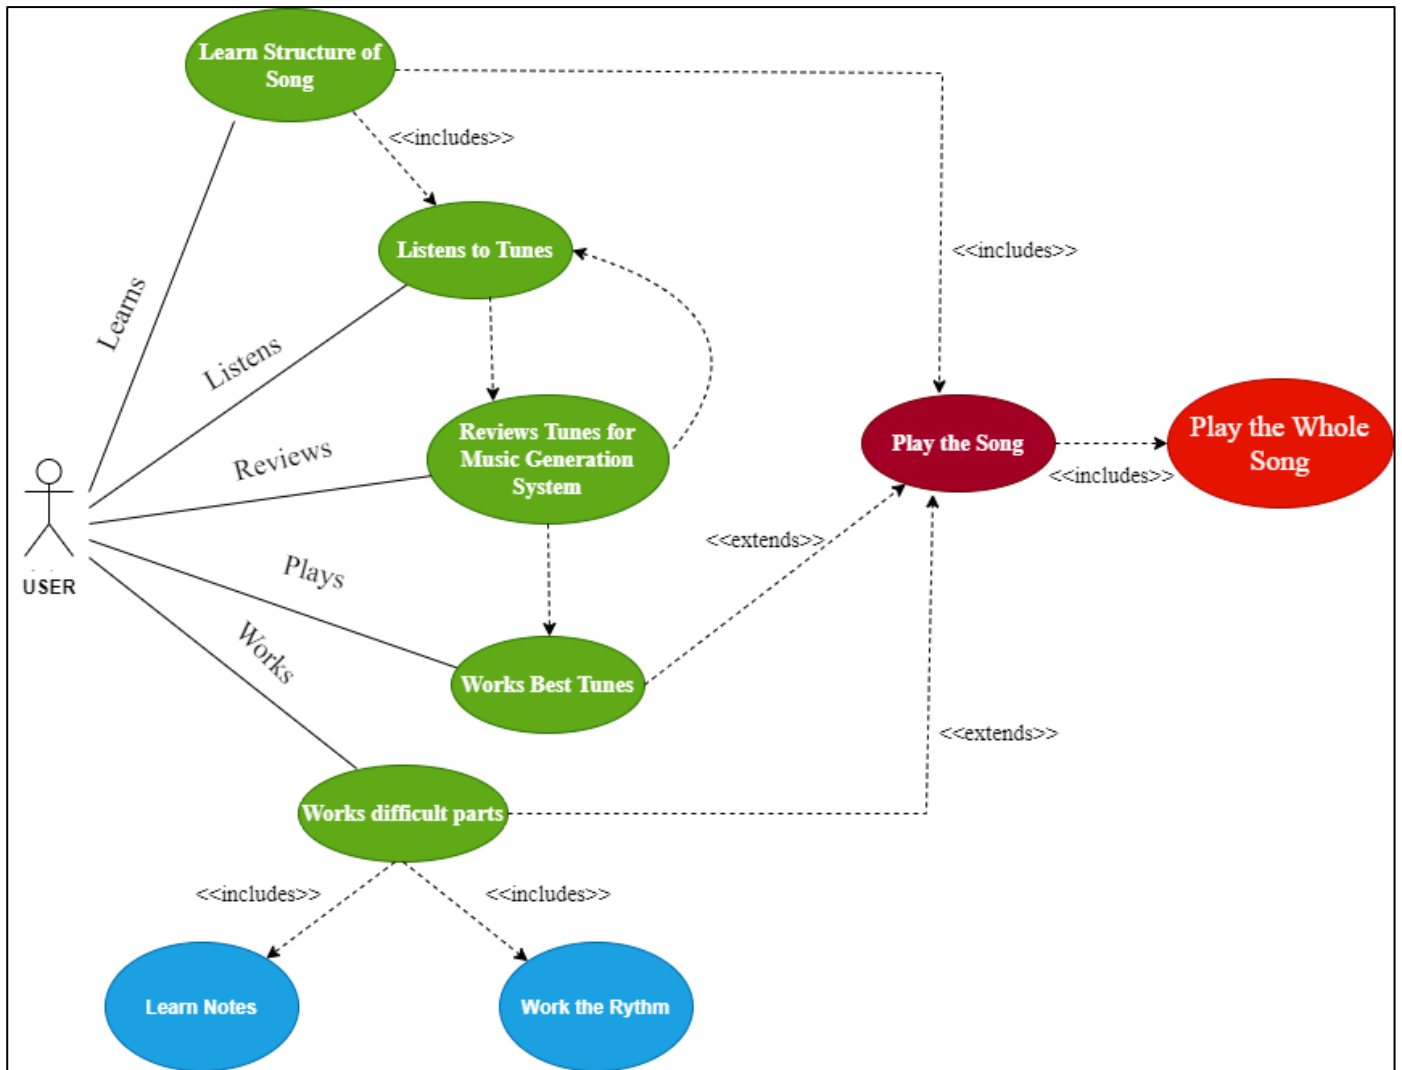 Learn Structure of
Song
<<includes>>
Listens to Tunes
<<includes>>
Learns
Listens
Reviews
Reviews Tunes for
Music Generation
System
Play the Song
Play the Whole
Song
<<includes>>
<<extends>>
Plays
USER
Works
Works Best Tunes
<<extends>>
Works difficult parts
<<includes>>
<<includes>>
Learn Notes
Work the Rythm